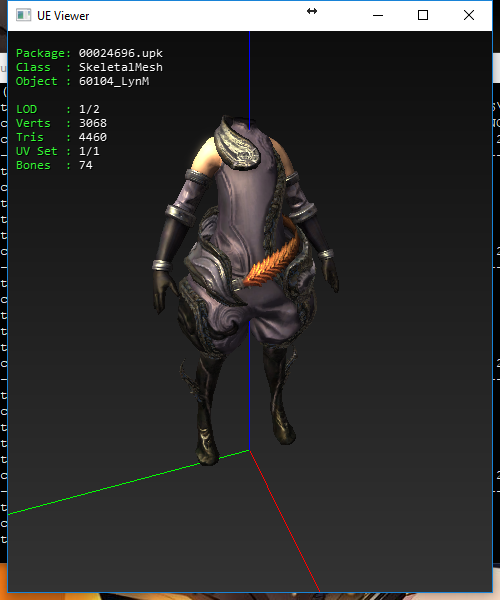 UE Viewer
Package: 00024696.upk
Class : SkeletalMesh
Object : 60104_LynM
LOD : 1/2
Verts : 3068
Tris : 4460
UV Set : 1/1
Bones : 74